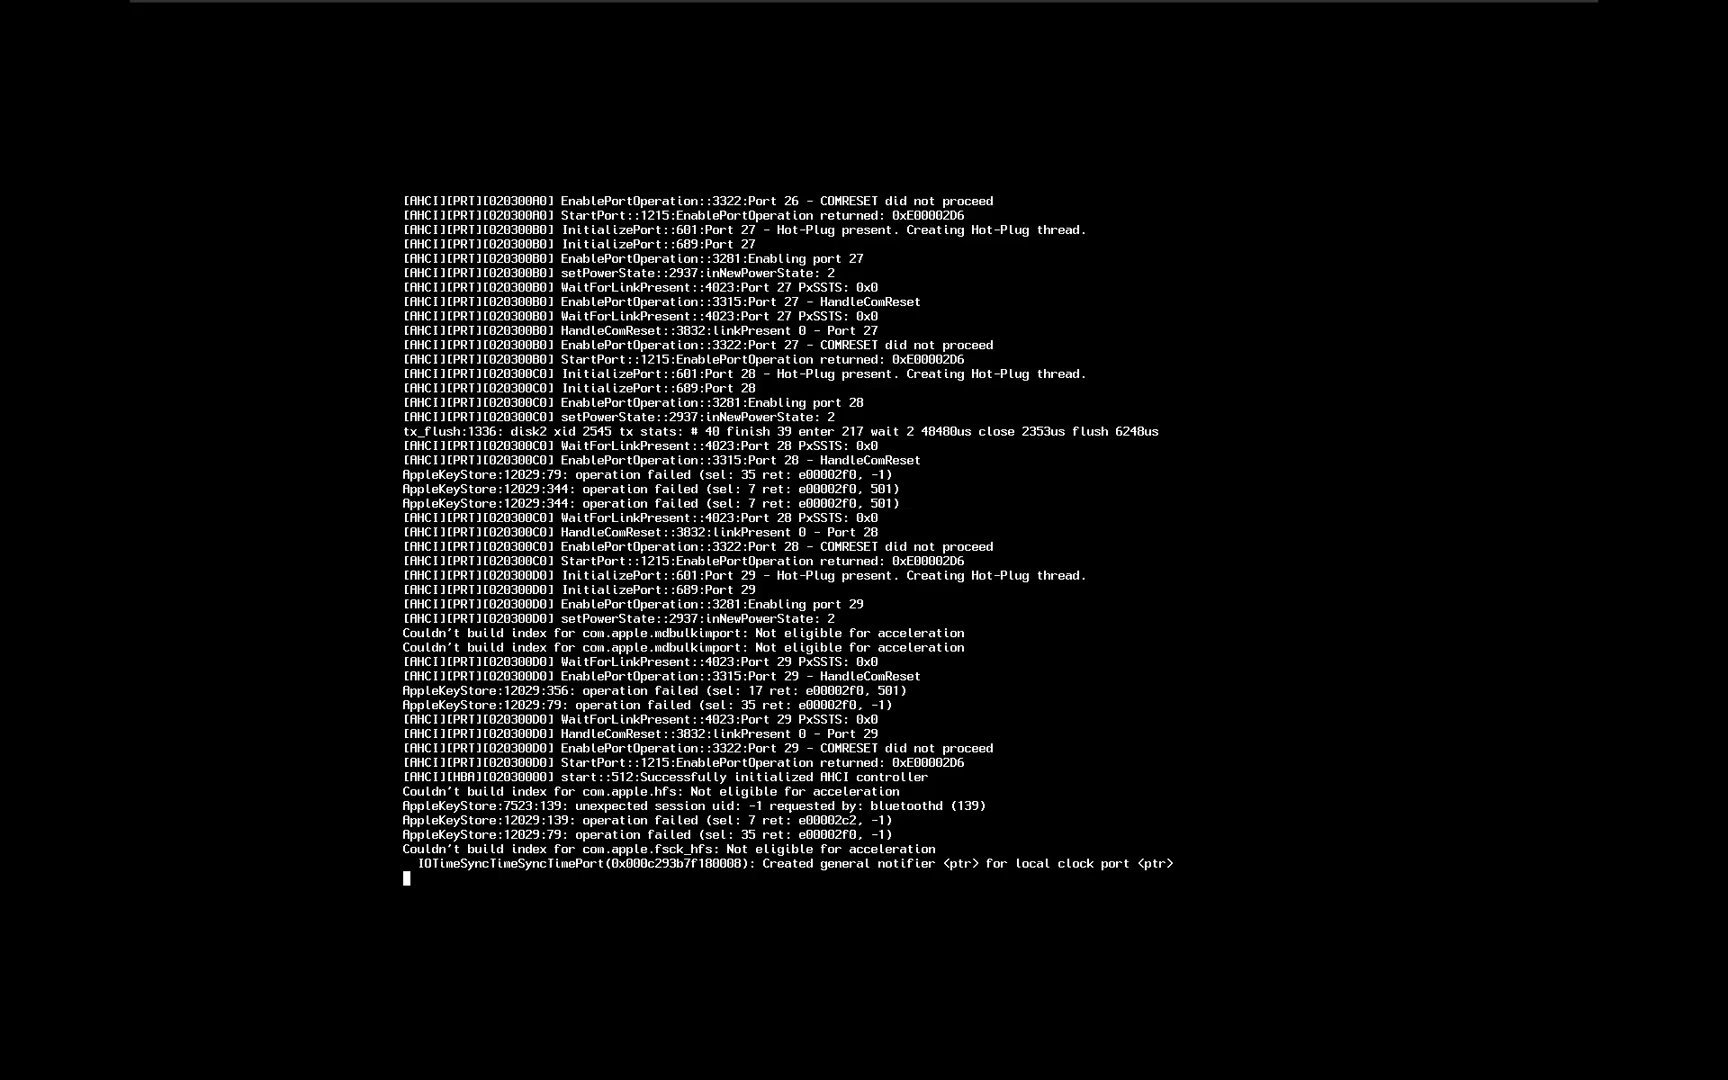 [AHCI][PRT][020300A0] EnablePortOperation::3322:Port 26 - COMRESET did not proceed
[AHCI][PRT][020300A0] StartPort::1215:EnablePortOperation returned: 0xE00002D6
[AHCI][PRT][020300B0] InitializePort::601:Port 27 - Hot-Plug present. Creating Hot-Plug thread.
[AHCI][PRT][020300B0] InitializePort::689:Port 27
[AHCI][PRT][020300B0] EnablePortOperation::3281:Enabling port 27
[AHCI][PRT][020300B0] setPowerState::2937:inNewPowerState: 2
[AHCI][PRT][020300B0] WaitForLinkPresent::4023:Port 27 PxSSTS: 0x0
[AHCI][PRT][020300B0] EnablePortOperation::3315:Port 27 - HandleComReset
[AHCI][PRT][020300B0] WaitForLinkPresent::4023:Port 27 PxSSTS: 0x0
[AHCI][PRT][020300B0] HandleComReset::3832:linkPresent 0 - Port 27
[AHCI][PRT][020300B0] EnablePortOperation::3322:Port 27 - COMRESET did not proceed
[AHCI][PRT][020300B0] StartPort::1215:EnablePortOperation returned: 0xE00002D6
[AHCI][PRT][020300C0] InitializePort::601:Port 28 - Hot-Plug present. Creating Hot-Plug thread.
[AHCI][PRT][020300C0] InitializePort::689:Port 28
[AHCI][PRT][020300C0] EnablePortOperation::3281:Enabling port 28
[AHCI][PRT][020300C0] setPowerState::2937:inNewPowerState: 2
tx_flush:1336: disk2 xid 2545 tx stats: # 40 finish 39 enter 217 wait 2 48480us close 2353us flush 6248us
[AHCI][PRT][020300C0] WaitForLinkPresent::4023:Port 28 PxSSTS: 0x0
[AHCI][PRT][020300C0] EnablePortOperation::3315:Port 28 - HandleComReset
AppleKeyStore:12029:79: operation failed (sel: 35 ret: e00002f0, -1)
AppleKeyStore:12029:344: operation failed (sel: 7 ret: e00002f0, 501)
AppleKeyStore:12029:344: operation failed (sel: 7 ret: e00002f0, 501)
[AHCI][PRT][020300C0] WaitForLinkPresent::4023:Port 28 PxSSTS: 0x0
[AHCI][PRT][020300C0] HandleComReset::3832:linkPresent 0 - Port 28
[AHCI][PRT][020300C0] EnablePortOperation::3322:Port 28 - COMRESET did not proceed
[AHCI][PRT][020300C0] StartPort::1215:EnablePortOperation returned: 0xE00002D6
[AHCI][PRT][020300D0] InitializePort::601:Port 29 - Hot-Plug present. Creating Hot-Plug thread.
[AHCI][PRT][020300D0] InitializePort::689:Port 29
[AHCI][PRT][020300D0] EnablePortOperation::3281:Enabling port 29
[AHCI][PRT][020300D0] setPowerState::2937:inNewPowerState: 2
Couldn't build index for com.apple.mdbulkimport: Not eligible for acceleration
Couldn't build index for com.apple.mdbulkimport: Not eligible for acceleration
[AHCI][PRT][020300D0] WaitForLinkPresent::4023:Port 29 PxSSTS: 0x0
[AHCI][PRT][020300D0] EnablePortOperation::3315:Port 29 - HandleComReset
AppleKeyStore:12029:356: operation failed (sel: 17 ret: e00002f0, 501)
AppleKeyStore:12029:79: operation failed (sel: 35 ret: e00002f0, -1)
[AHCI][PRT][020300D0] WaitForLinkPresent::4023:Port 29 PxSSTS: 0x0
[AHCI][PRT][020300D0] HandleComReset::3832:linkPresent 0 - Port 29
[AHCI][PRT][020300D0] EnablePortOperation::3322:Port 29 - COMRESET did not proceed
[AHCI][PRT][020300D0] StartPort::1215:EnablePortOperation returned: 0xE00002D6
[AHCI][HBA][02030000] start::512:Successfully initialized AHCI controller
Couldn't build index for com.apple.hfs: Not eligible for acceleration
AppleKeyStore:7523:139: unexpected session uid: -1 requested by: bluetoothd (139)
AppleKeyStore:12029:139: operation failed (sel: 7 ret: e00002c2, -1)
AppleKeyStore:12029:79: operation failed (sel: 35 ret: e00002f0, -1)
Couldn't build index for com.apple.fsck_hfs: Not eligible for acceleration
IOTimeSyncTimeSyncTimePort(0x000c293b7f180008): Created general notifier <ptr> for local clock port <ptr>